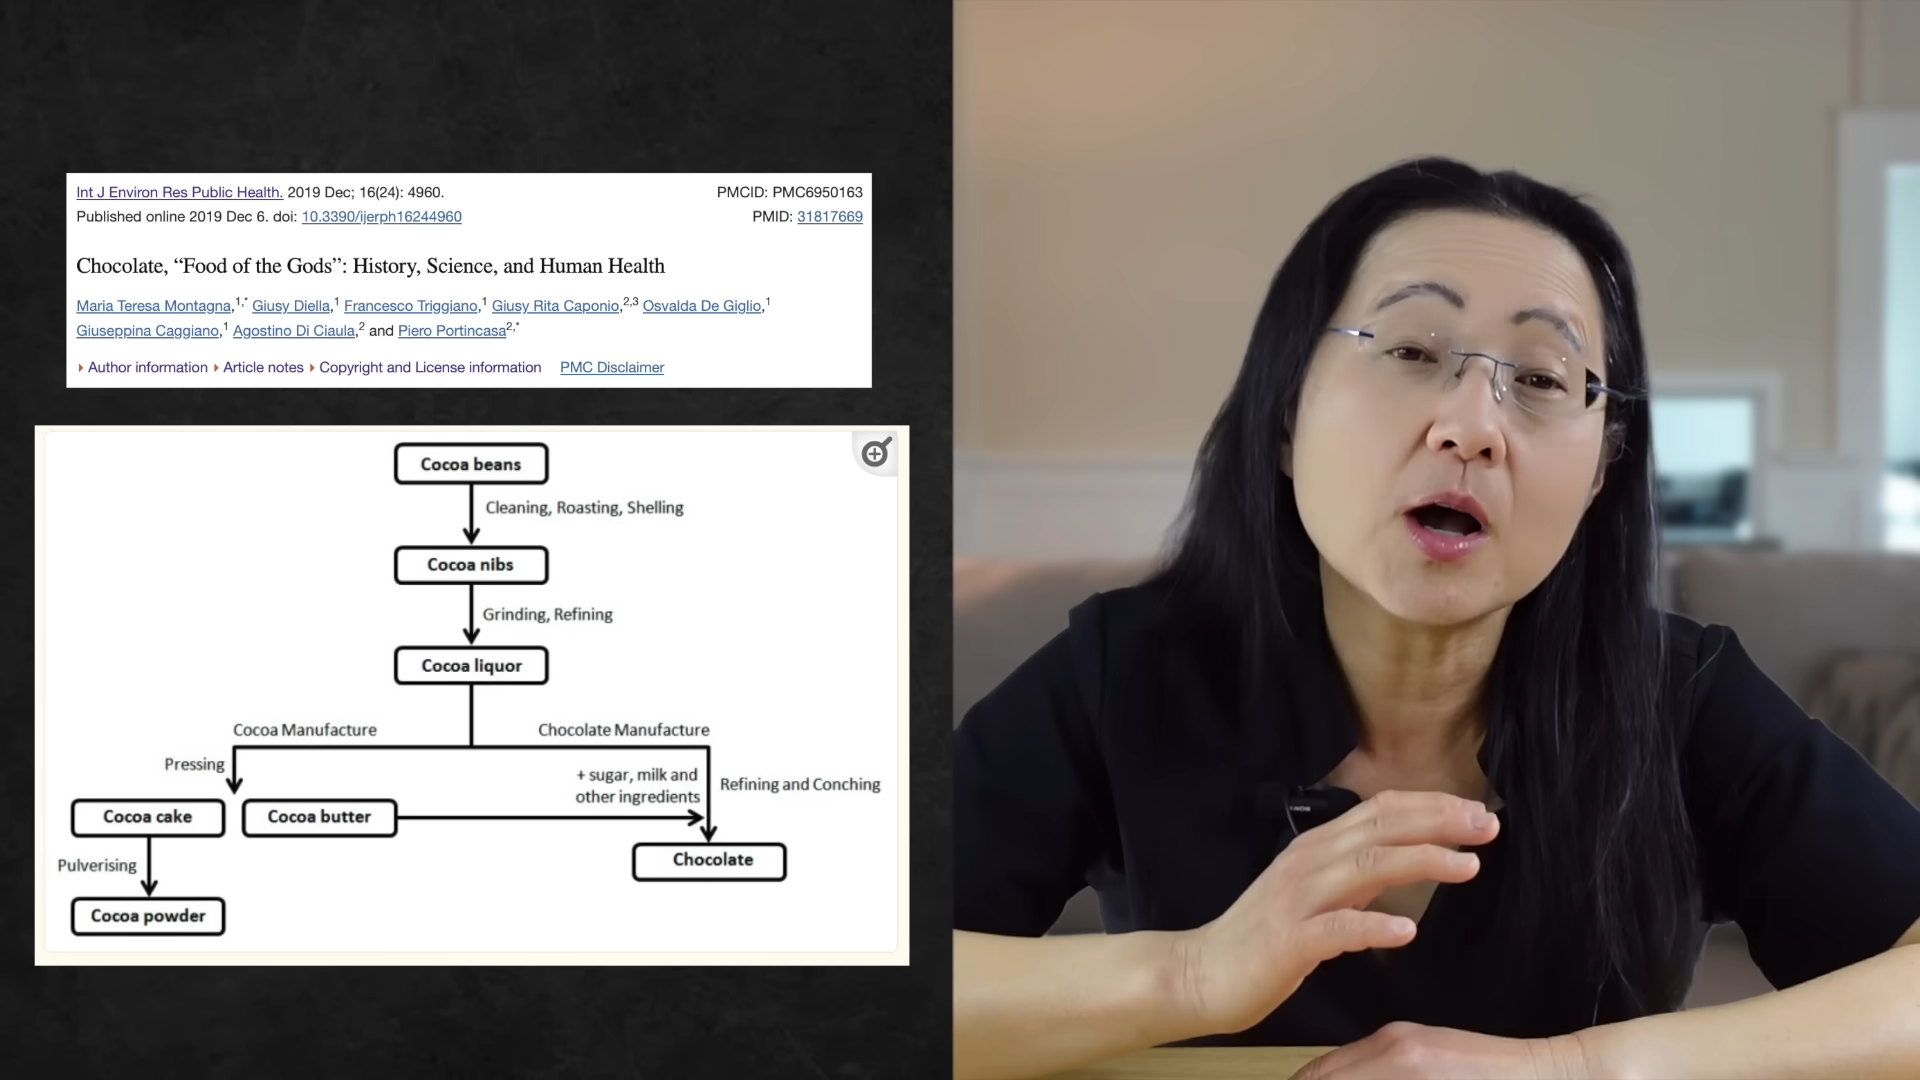 Int J Environ Res Public Health. 2019 Dec; 16(24): 4960. PMCID: PMC6950163
Published online 2019 Dec 6. doi: 10.3390/ijerph16244960 PMID: 31817669
Chocolate, “Food of the Gods”: History, Science, and Human Health
Maria Teresa Montagna,1,* Giusy Diella,1 Francesco Triggiano,1 Giusy Rita Caponio,2,3 Osvalda De Giglio,1
Giuseppina Caggiano,1 Agostino Di Ciaula,2 and Piero Portincasa2,*
Author information Article notes Copyright and License information PMC Disclaimer
Cocoa beans
Cleaning, Roasting, Shelling
Cocoa nibs
Grinding, Refining
Cocoa liquor
Cocoa Manufacture
Chocolate Manufacture
Pressing
+ sugar, milk and
other ingredients
Refining and Conching
Cocoa cake
Cocoa butter
Chocolate
Pulverising
Cocoa powder